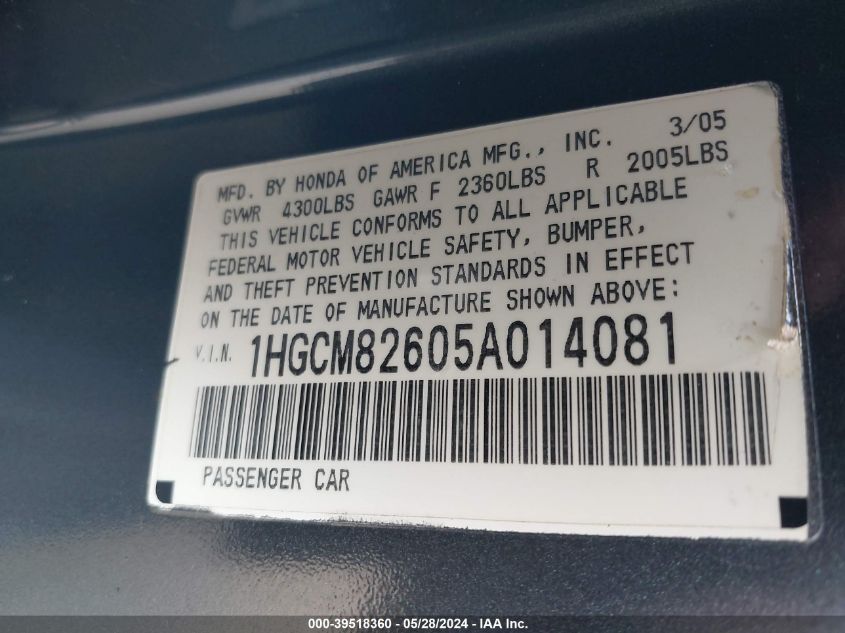 MFD. BY HONDA OF AMERICA MFG., INC. 3/05
GVWR 4300LBS GAWR F 2360LBS R 2005LBS
THIS VEHICLE CONFORMS TO ALL APPLICABLE
FEDERAL MOTOR VEHICLE SAFETY, BUMPER,
AND THEFT PREVENTION STANDARDS IN EFFECT
ON THE DATE OF MANUFACTURE SHOWN ABOVE:
V.I.N. 1HGCM82605A014081
PASSENGER CAR
000-39518360 - 05/28/2024 - IAA Inc.